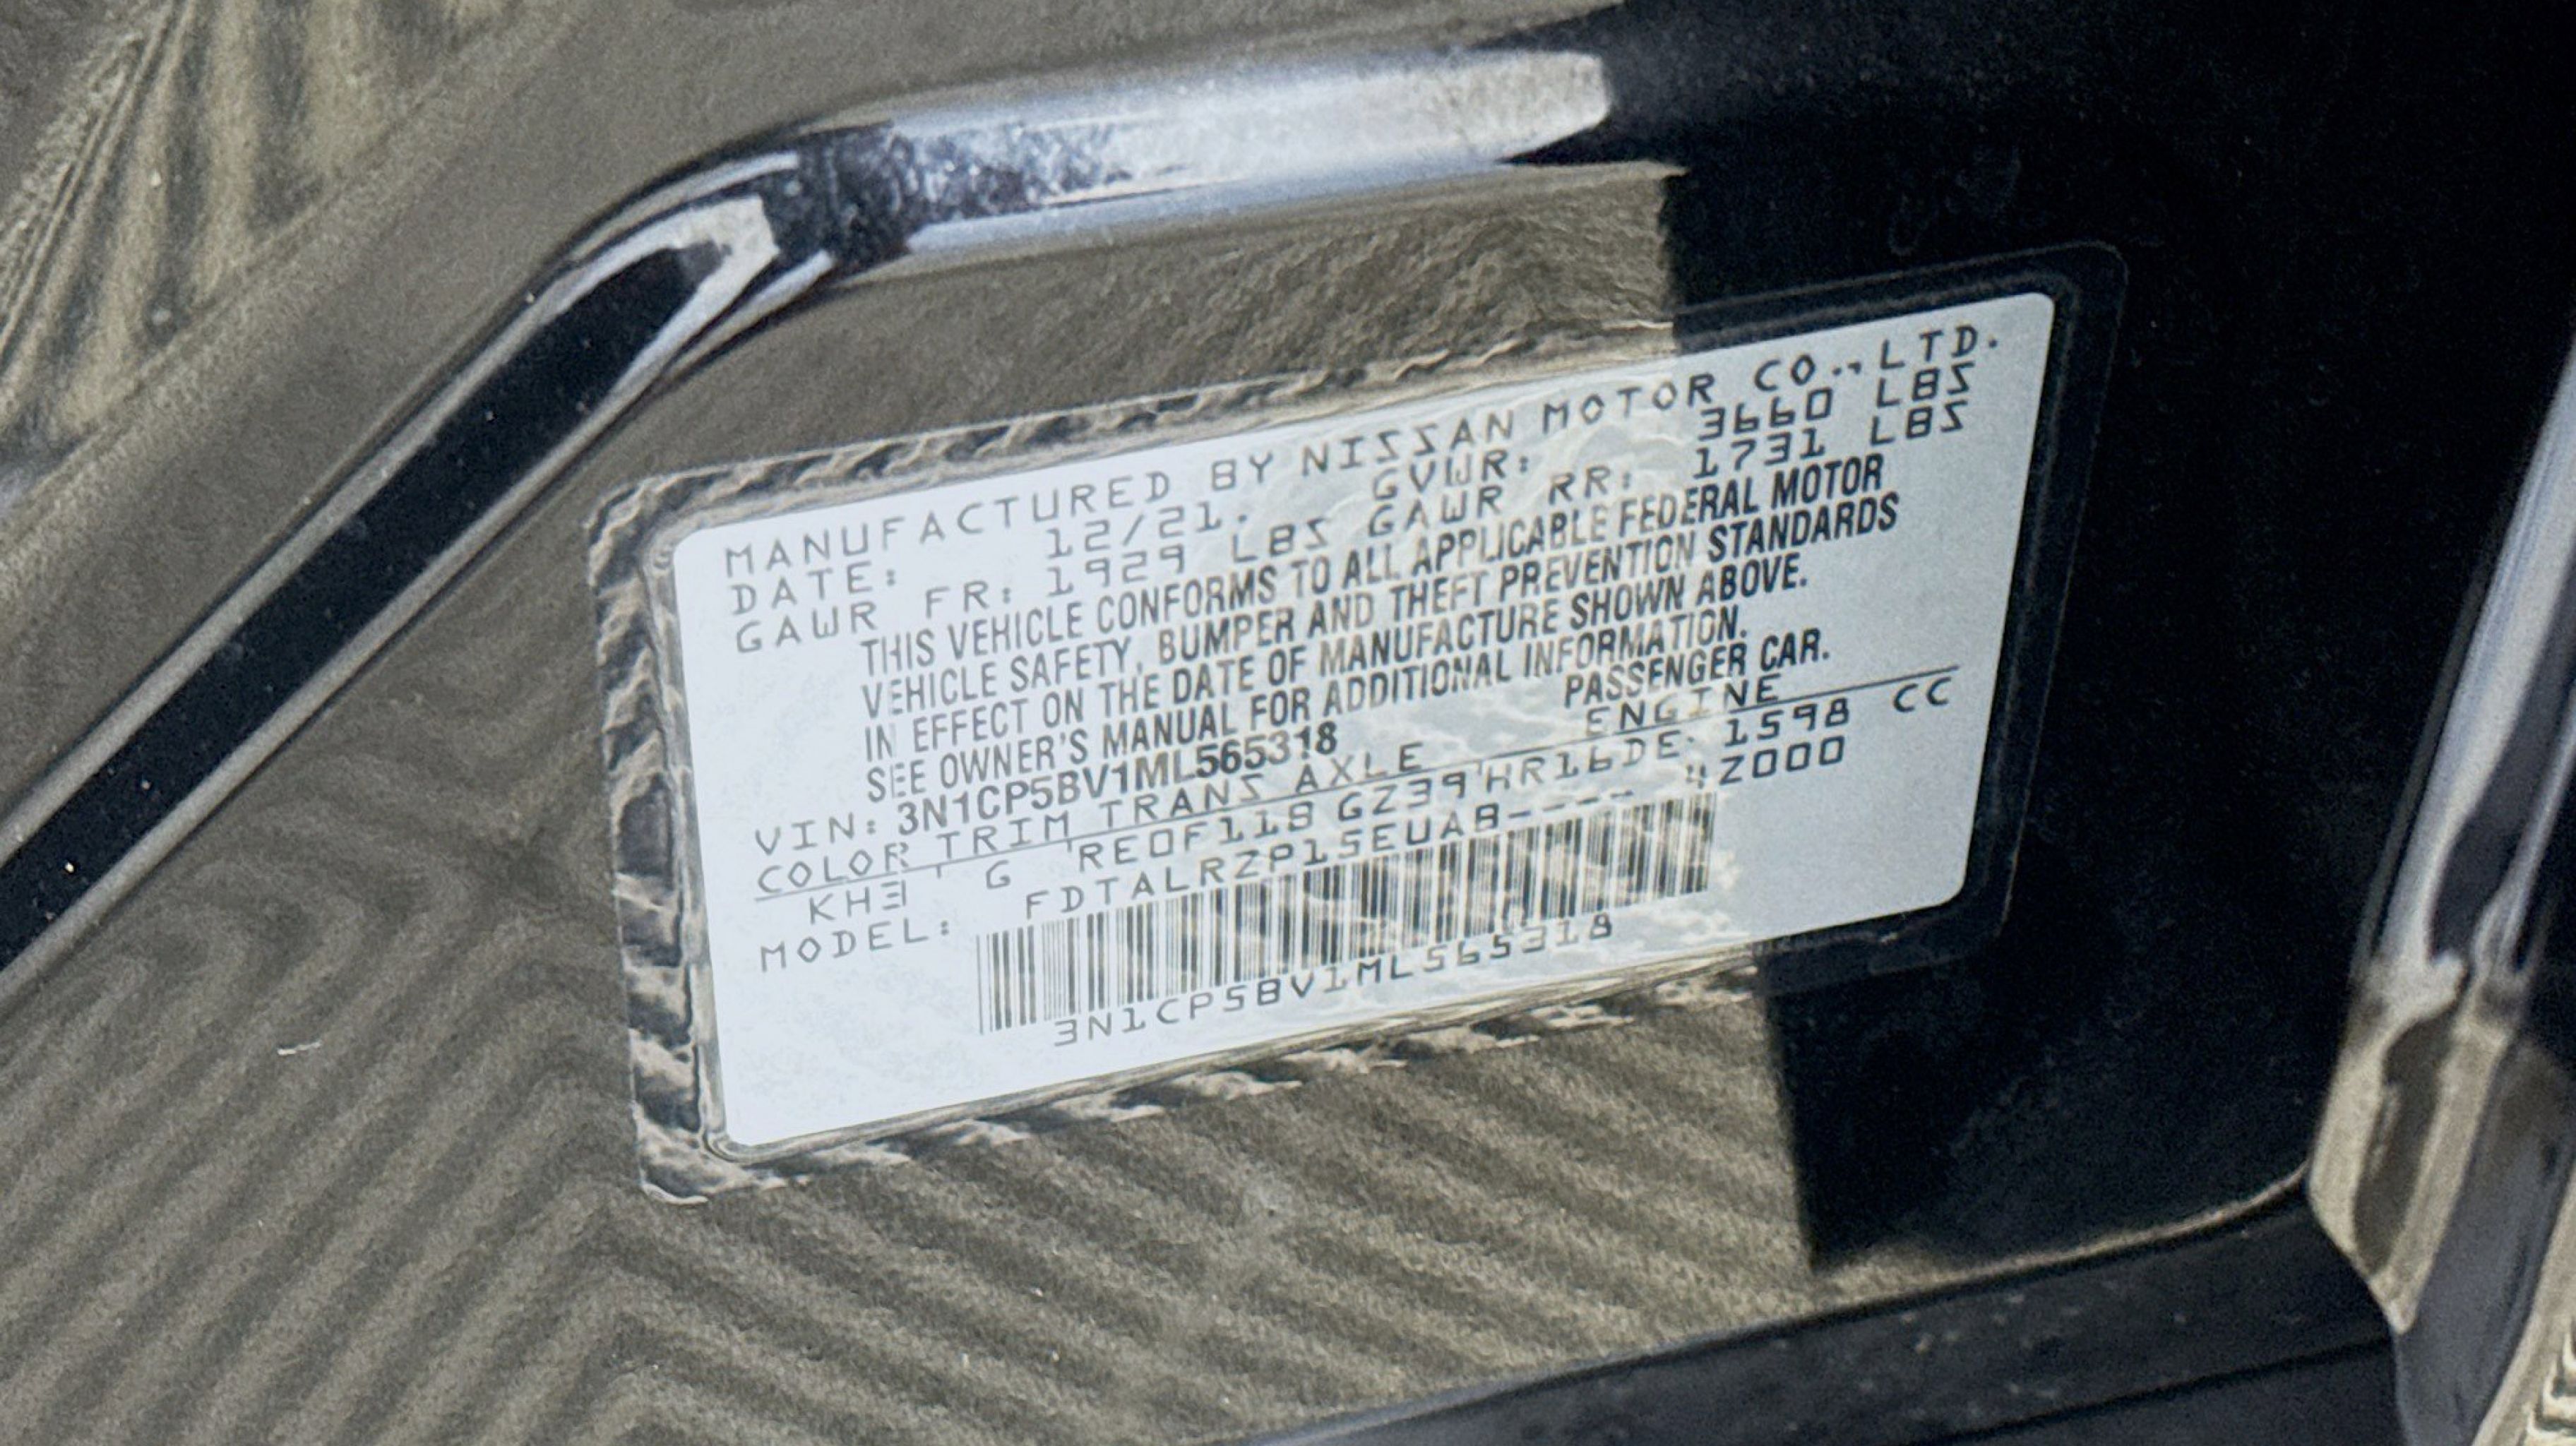 MANUFACTURED BY NISSAN MOTOR CO.,LTD.
DATE: 12/21. GVWR: 3660 LBS
GAWR FR: 1929 LBS GAWR RR: 1731 LBS
THIS VEHICLE CONFORMS TO ALL APPLICABLE FEDERAL MOTOR
VEHICLE SAFETY, BUMPER AND THEFT PREVENTION STANDARDS
IN EFFECT ON THE DATE OF MANUFACTURE SHOWN ABOVE.
SEE OWNER'S MANUAL FOR ADDITIONAL INFORMATION.
VIN: 3N1CP5BV1ML565318 PASSENGER CAR.
COLOR TRIM TRANS AXLE ENGINE
KH3 G RE0F11B GZ39 HR16DE 1598 CC
MODEL: FDTALRZP15EUAB---- 4Z000
3N1CP5BV1ML565318